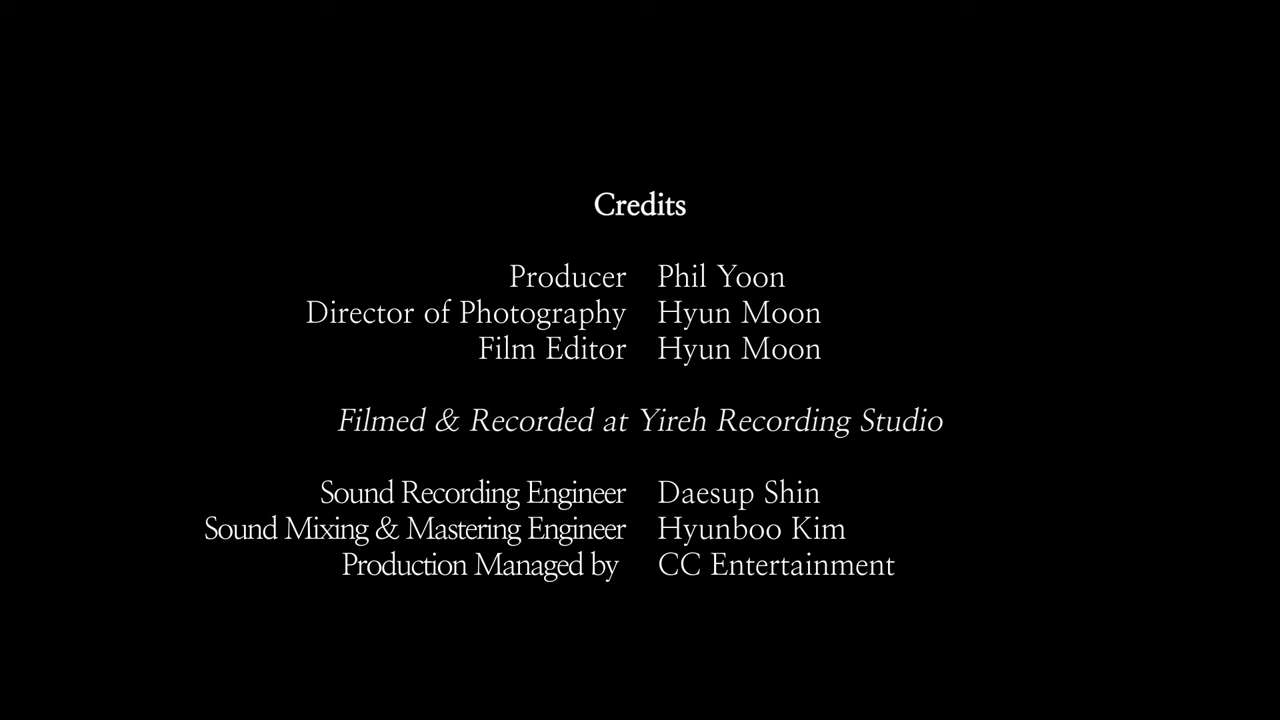 Credits
Producer Phil Yoon
Director of Photography Hyun Moon
Film Editor Hyun Moon
Filmed & Recorded at Yireh Recording Studio
Sound Recording Engineer Daesup Shin
Sound Mixing & Mastering Engineer Hyunboo Kim
Production Managed by CC Entertainment